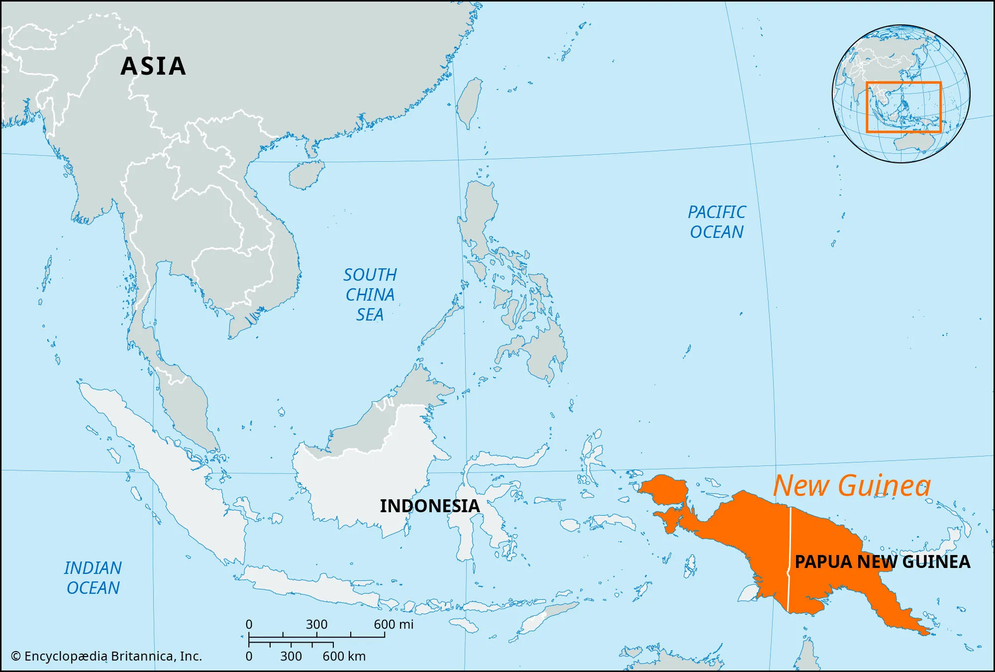 ASIA
PACIFIC
OCEAN
SOUTH
CHINA
SEA
New Guinea
INDONESIA
PAPUA NEW GUINEA
INDIAN
OCEAN
0 300 600 mi
0 300 600 km
© Encyclopædia Britannica, Inc.